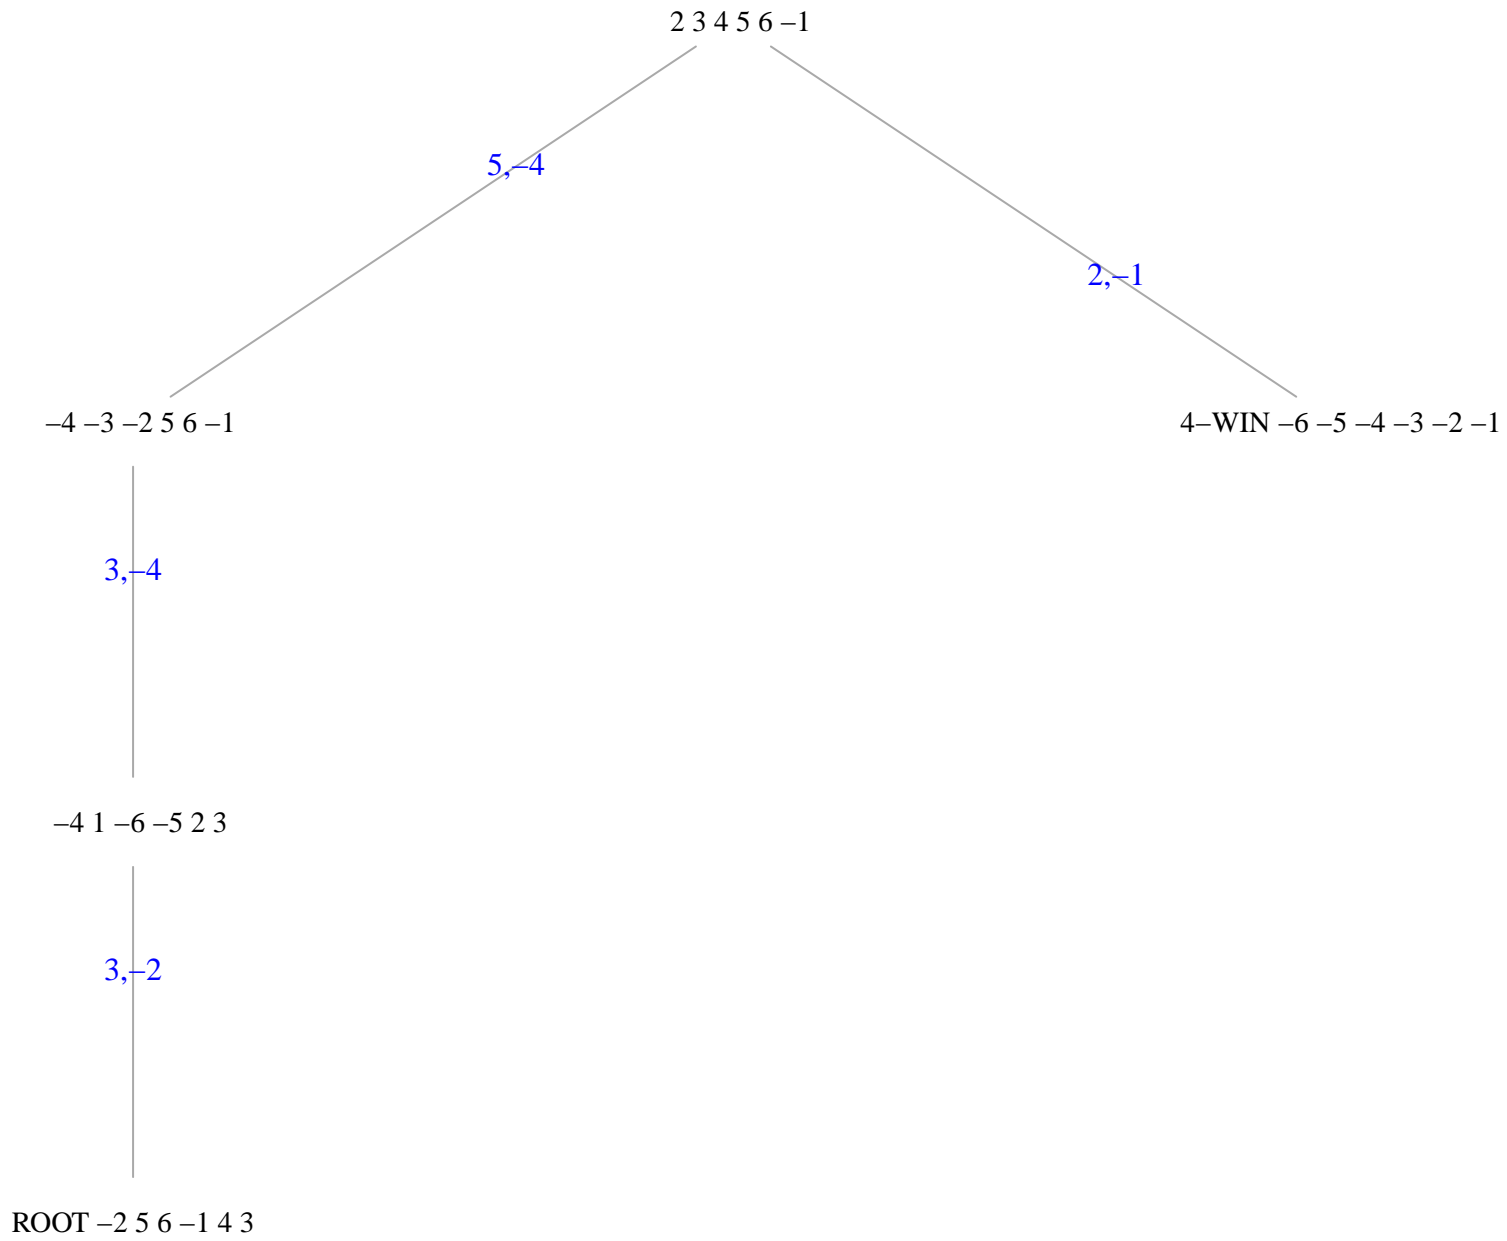 2 3 4 5 6 –1
5,–4
2,–1
–4 –3 –2 5 6 –1
4–WIN –6 –5 –4 –3 –2 –1
3,–4
–4 1 –6 –5 2 3
3,–2
ROOT –2 5 6 –1 4 3